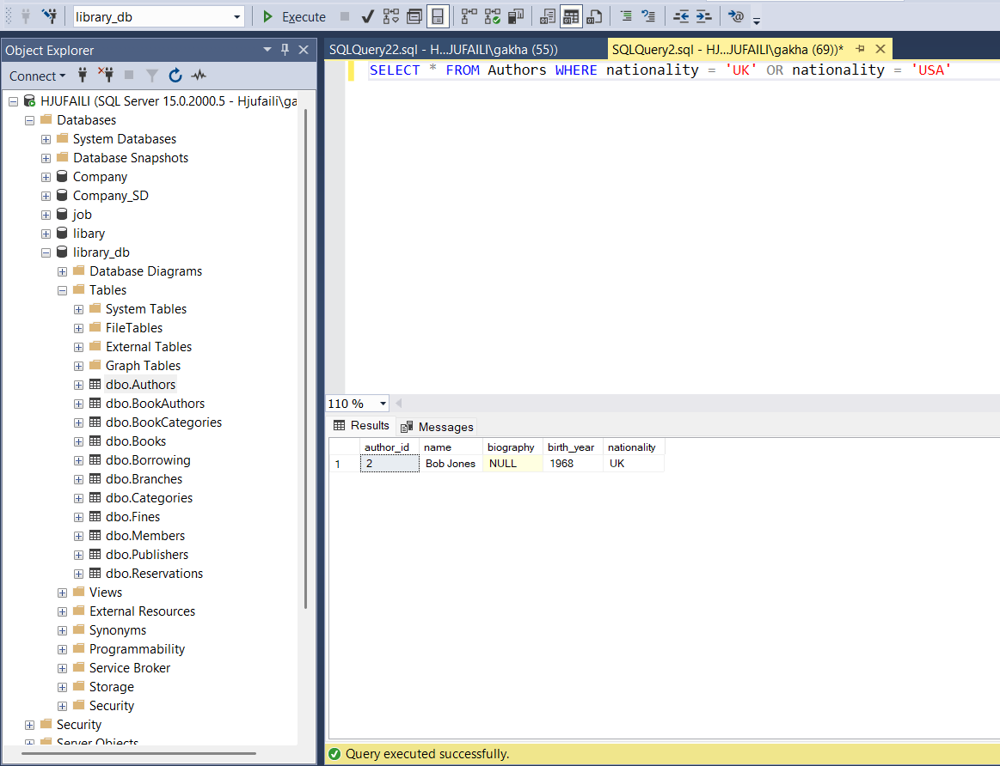 library_db
Execute
Object Explorer
Connect
HJUFAILI (SQL Server 15.0.2000.5 - Hjufaili\ga
Databases
System Databases
Database Snapshots
Company
Company_SD
job
libary
library_db
Database Diagrams
Tables
System Tables
FileTables
External Tables
Graph Tables
dbo.Authors
dbo.BookAuthors
dbo.BookCategories
dbo.Books
dbo.Borrowing
dbo.Branches
dbo.Categories
dbo.Fines
dbo.Members
dbo.Publishers
dbo.Reservations
Views
External Resources
Synonyms
Programmability
Service Broker
Storage
Security
Security
Server Objects
SQLQuery22.sql - H...JUFAILI\gakha (55))
SQLQuery2.sql - HJ...JUFAILI\gakha (69))*
SELECT * FROM Authors WHERE nationality = 'UK' OR nationality = 'USA'
110 %
Results Messages
author_id name biography birth_year nationality
1 2 Bob Jones NULL 1968 UK
Query executed successfully.